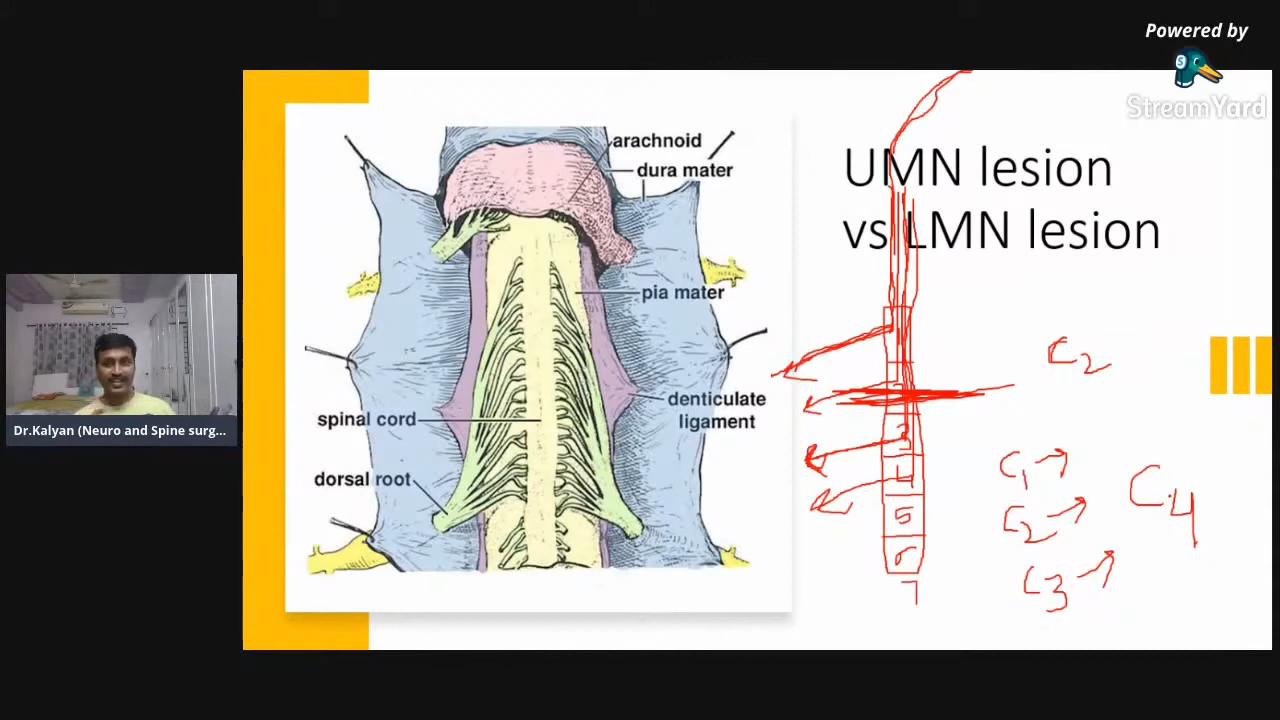 Powered by
StreamYard
arachnoid
dura mater
UMN lesion
vs LMN lesion
pia mater
C2
denticulate
ligament
spinal cord
dorsal root
Dr.Kalyan (Neuro and Spine surg...
C1
C2
C3
C4
5
6
7